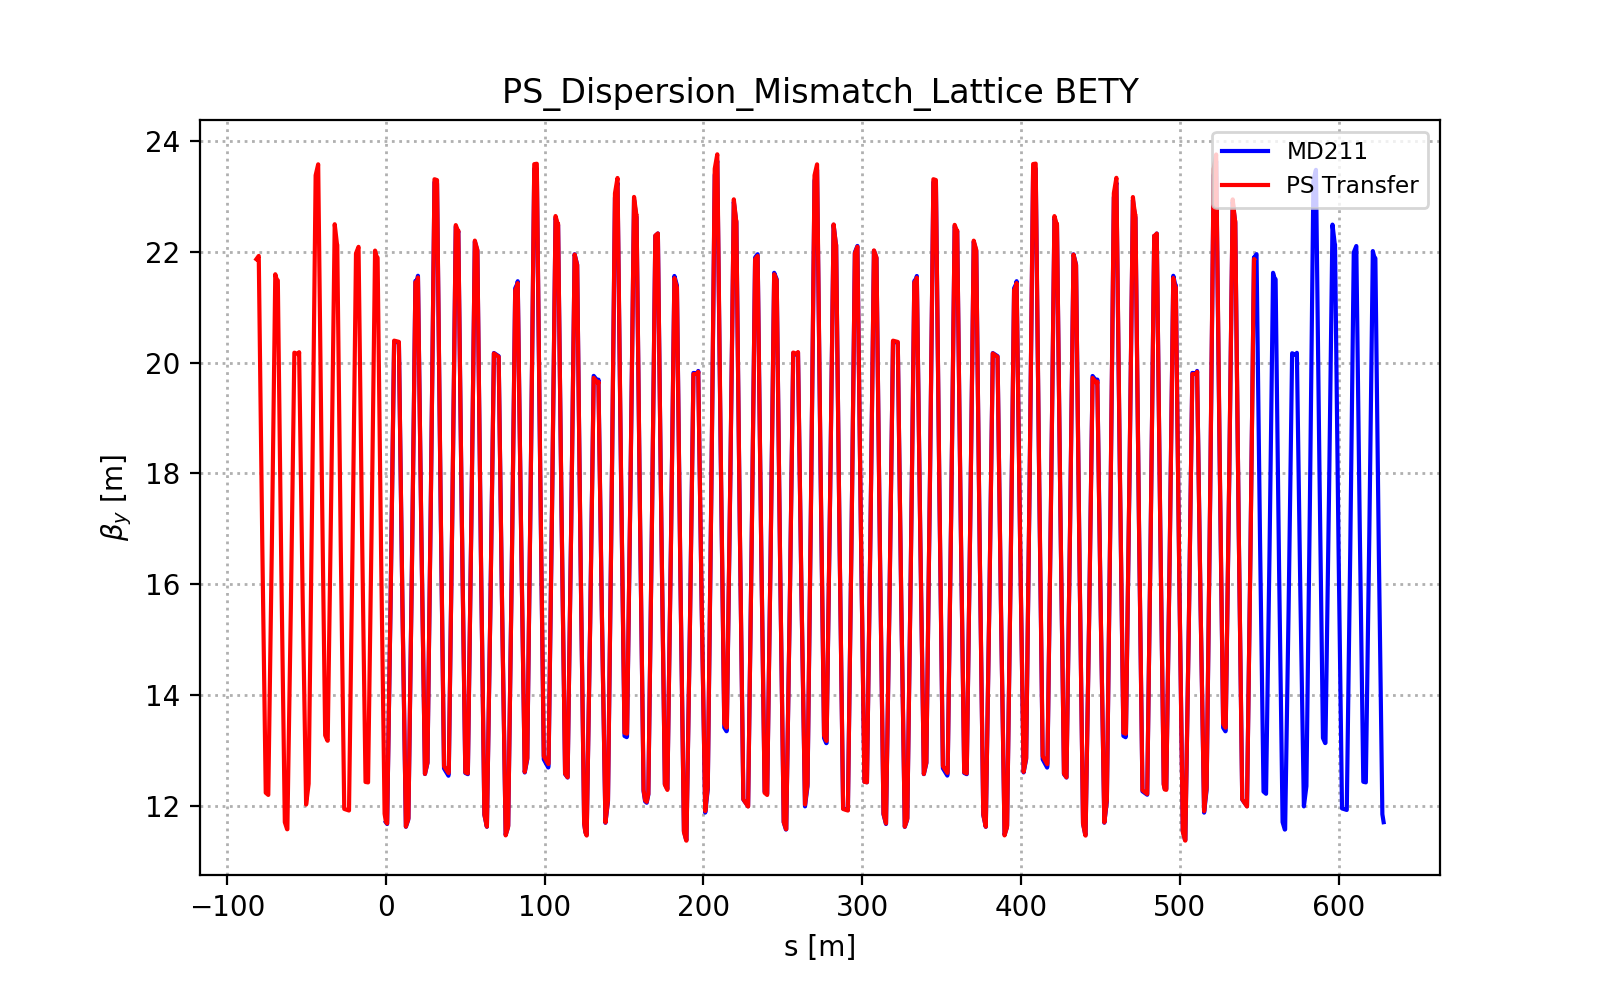 PS_Dispersion_Mismatch_Lattice BETY
MD211
PS Transfer
24
22
20
18
16
14
12
β_y [m]
−100 0 100 200 300 400 500 600
s [m]